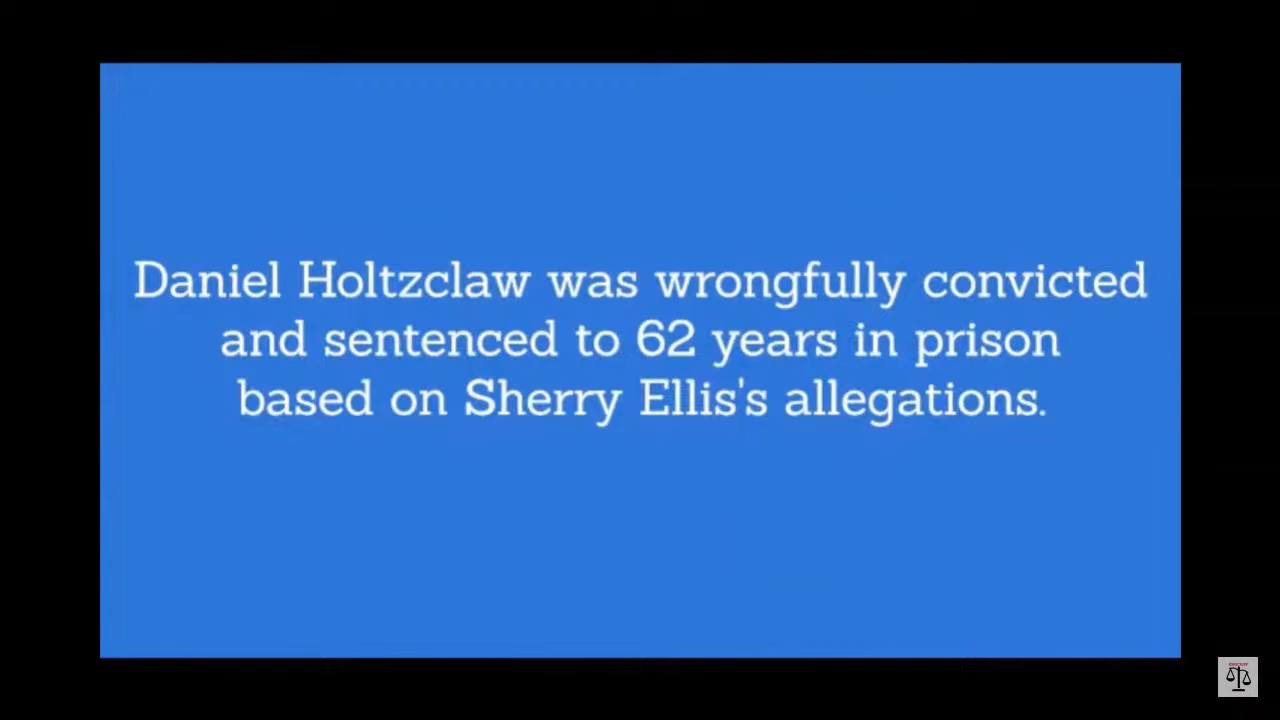 Daniel Holtzclaw was wrongfully convicted
and sentenced to 62 years in prison
based on Sherry Ellis's allegations.